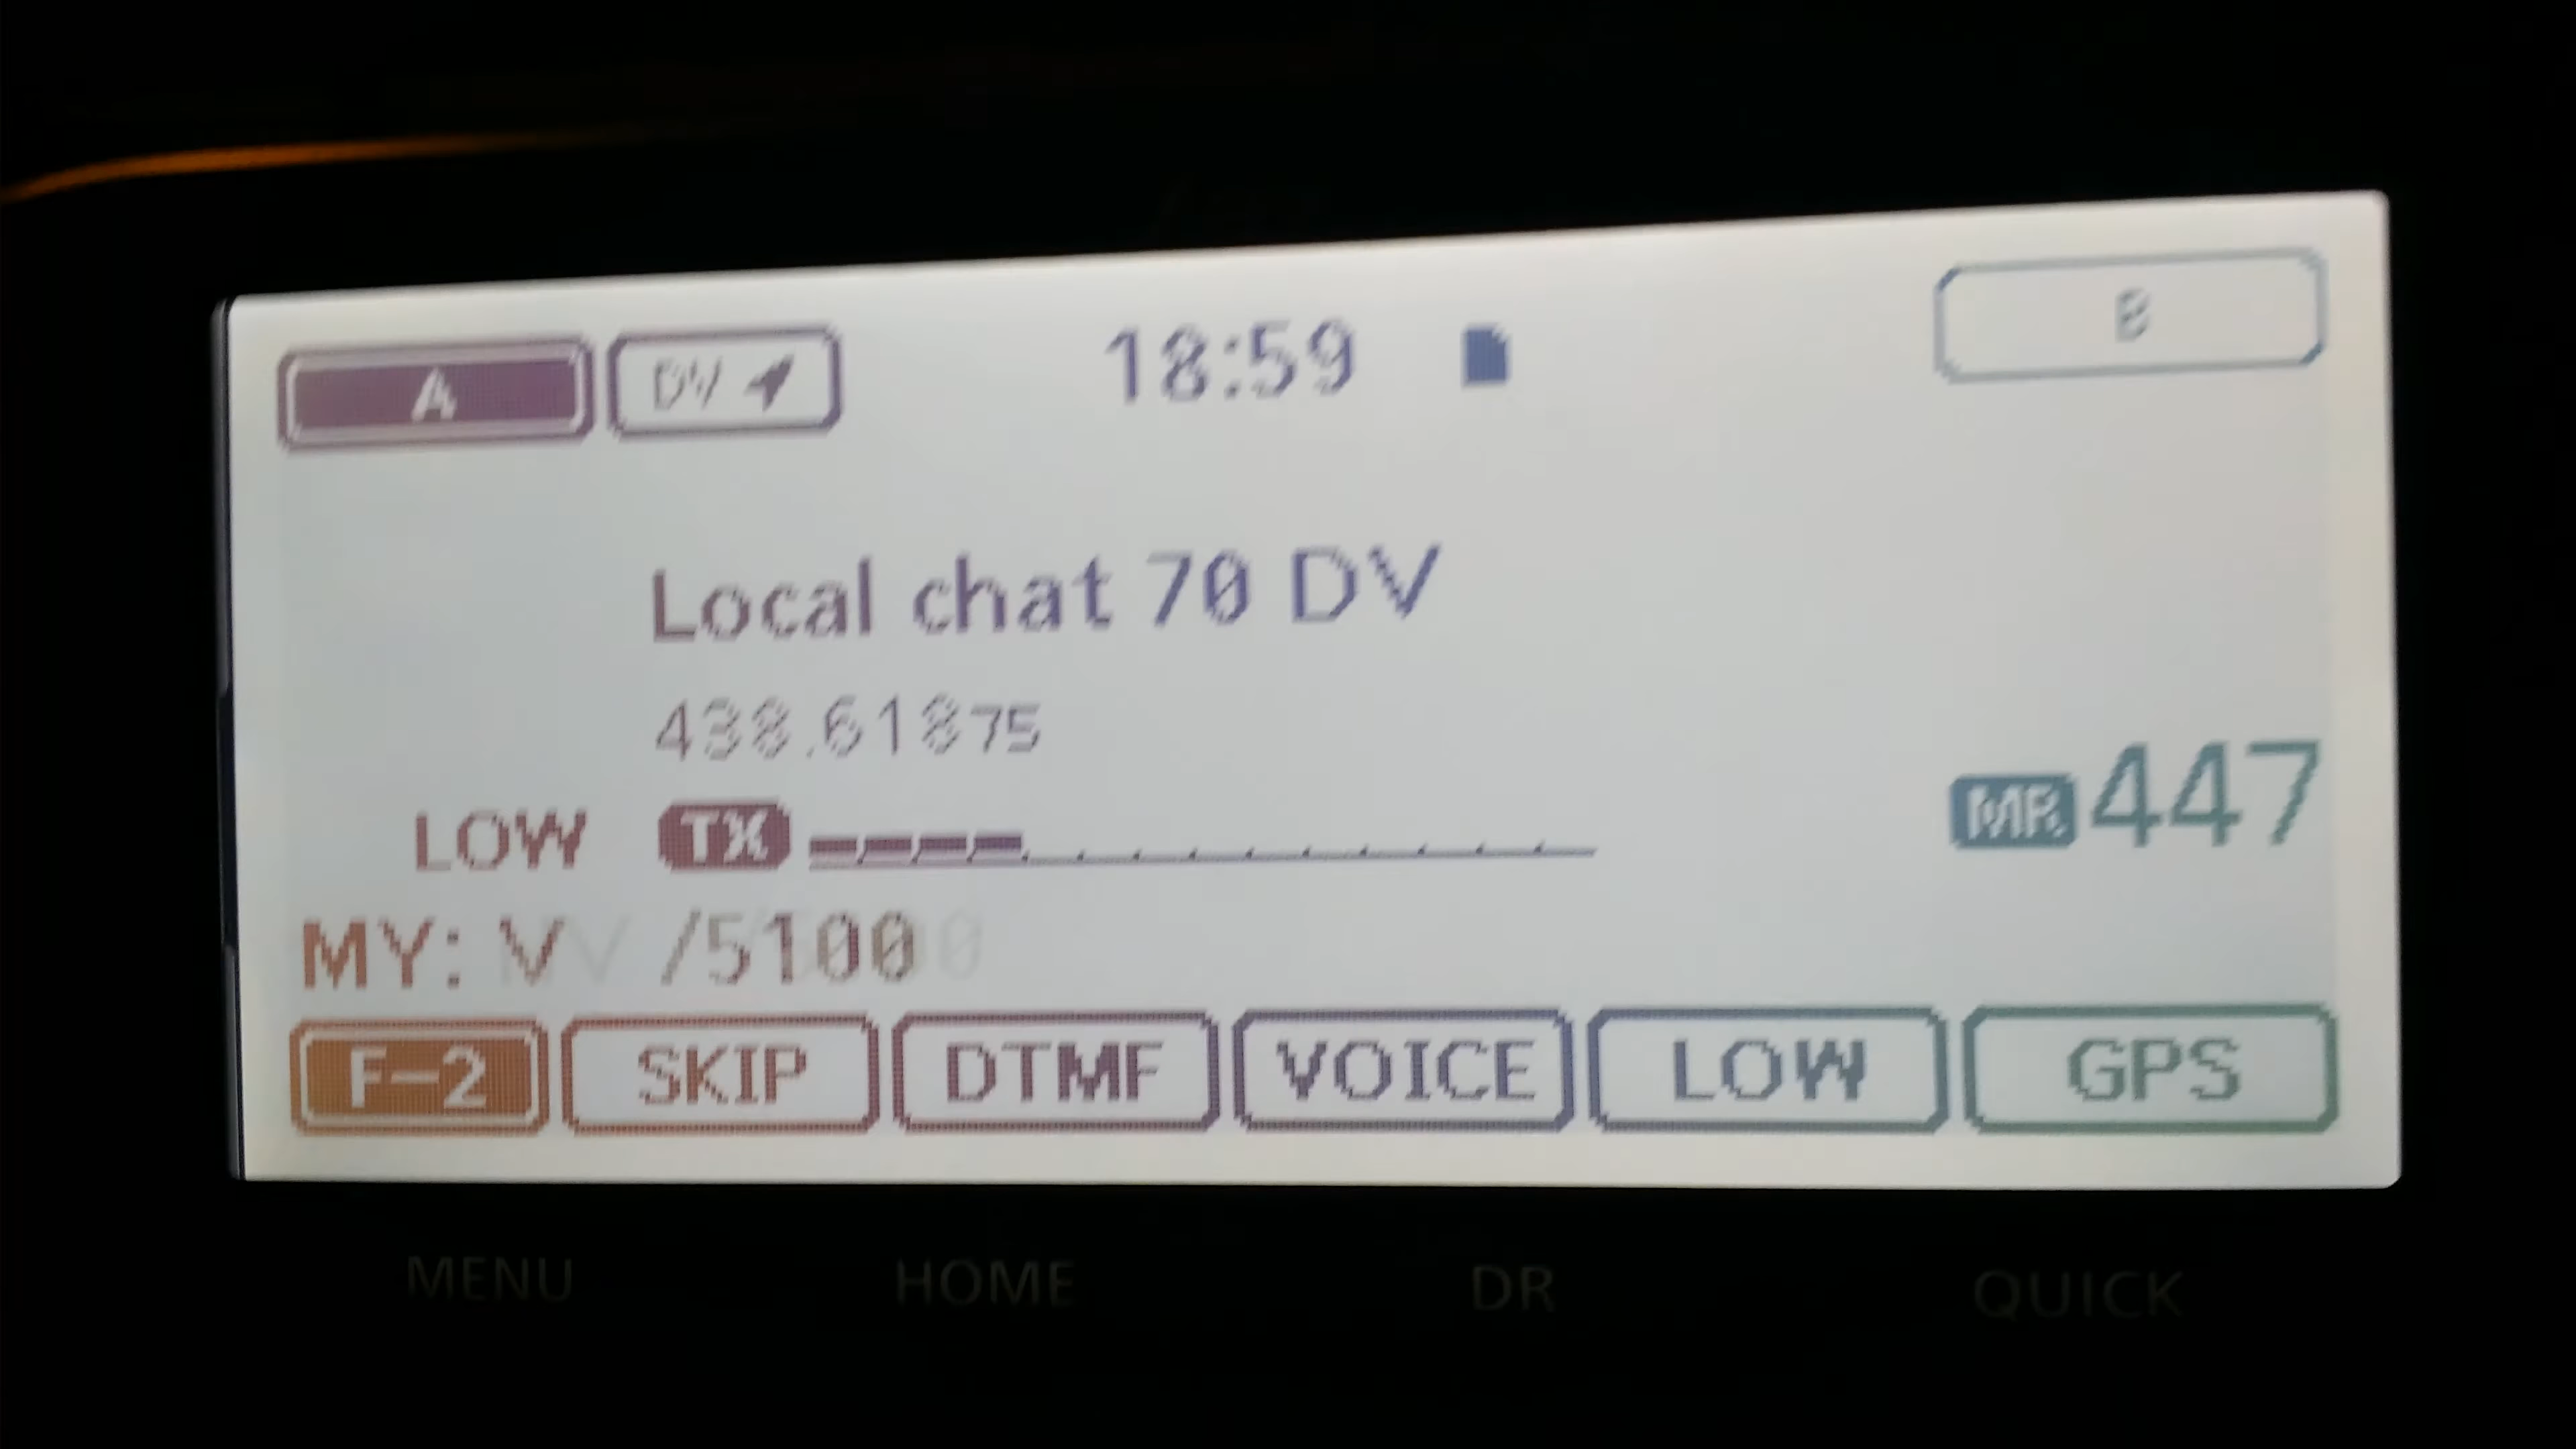 A DV 18:59 B
Local chat 70 DV
438.61875
LOW TX MR 447
MY: V /5100
F-2 SKIP DTMF VOICE LOW GPS
MENU HOME DR QUICK